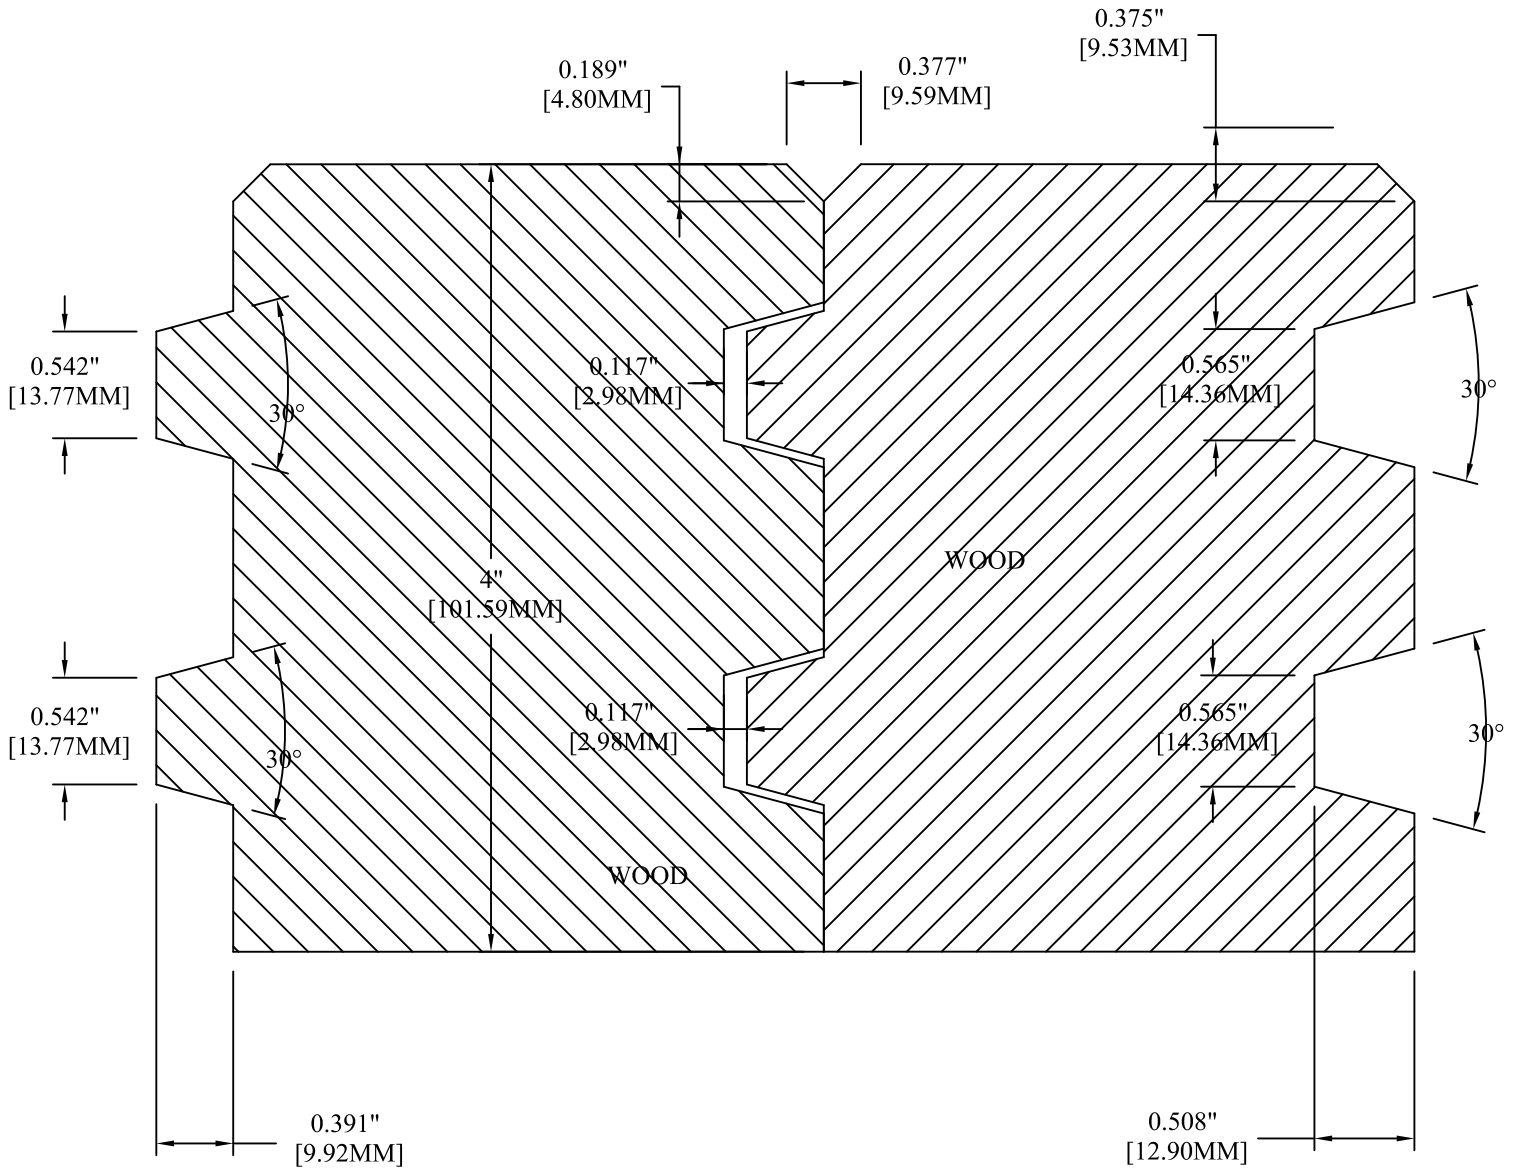 0.375"
[9.53MM]
0.189"
[4.80MM]
0.377"
[9.59MM]
0.542"
[13.77MM]
30°
0.117"
[2.98MM]
0.565"
[14.36MM]
30°
WOOD
4"
[101.59MM]
0.542"
[13.77MM]
30°
0.117"
[2.98MM]
0.565"
[14.36MM]
30°
WOOD
0.391"
[9.92MM]
0.508"
[12.90MM]